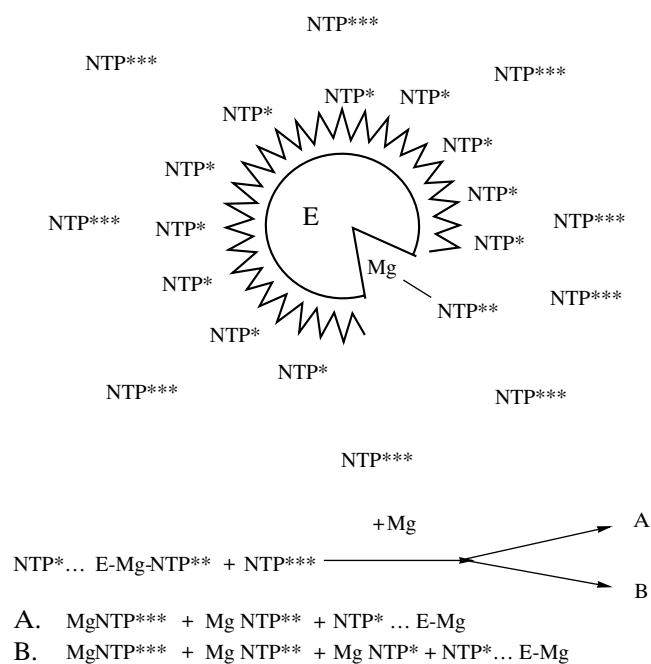 NTP***
NTP***
NTP***
NTP* NTP*
NTP*
NTP*
NTP*
NTP*
E
NTP***
NTP*
NTP***
NTP*
Mg
NTP*
NTP***
NTP**
NTP*
NTP*
NTP***
NTP***
NTP***
+Mg
A
NTP*... E-Mg-NTP** + NTP***
B
A. MgNTP*** + Mg NTP** + NTP* ... E-Mg
B. MgNTP*** + Mg NTP** + Mg NTP* + NTP*... E-Mg